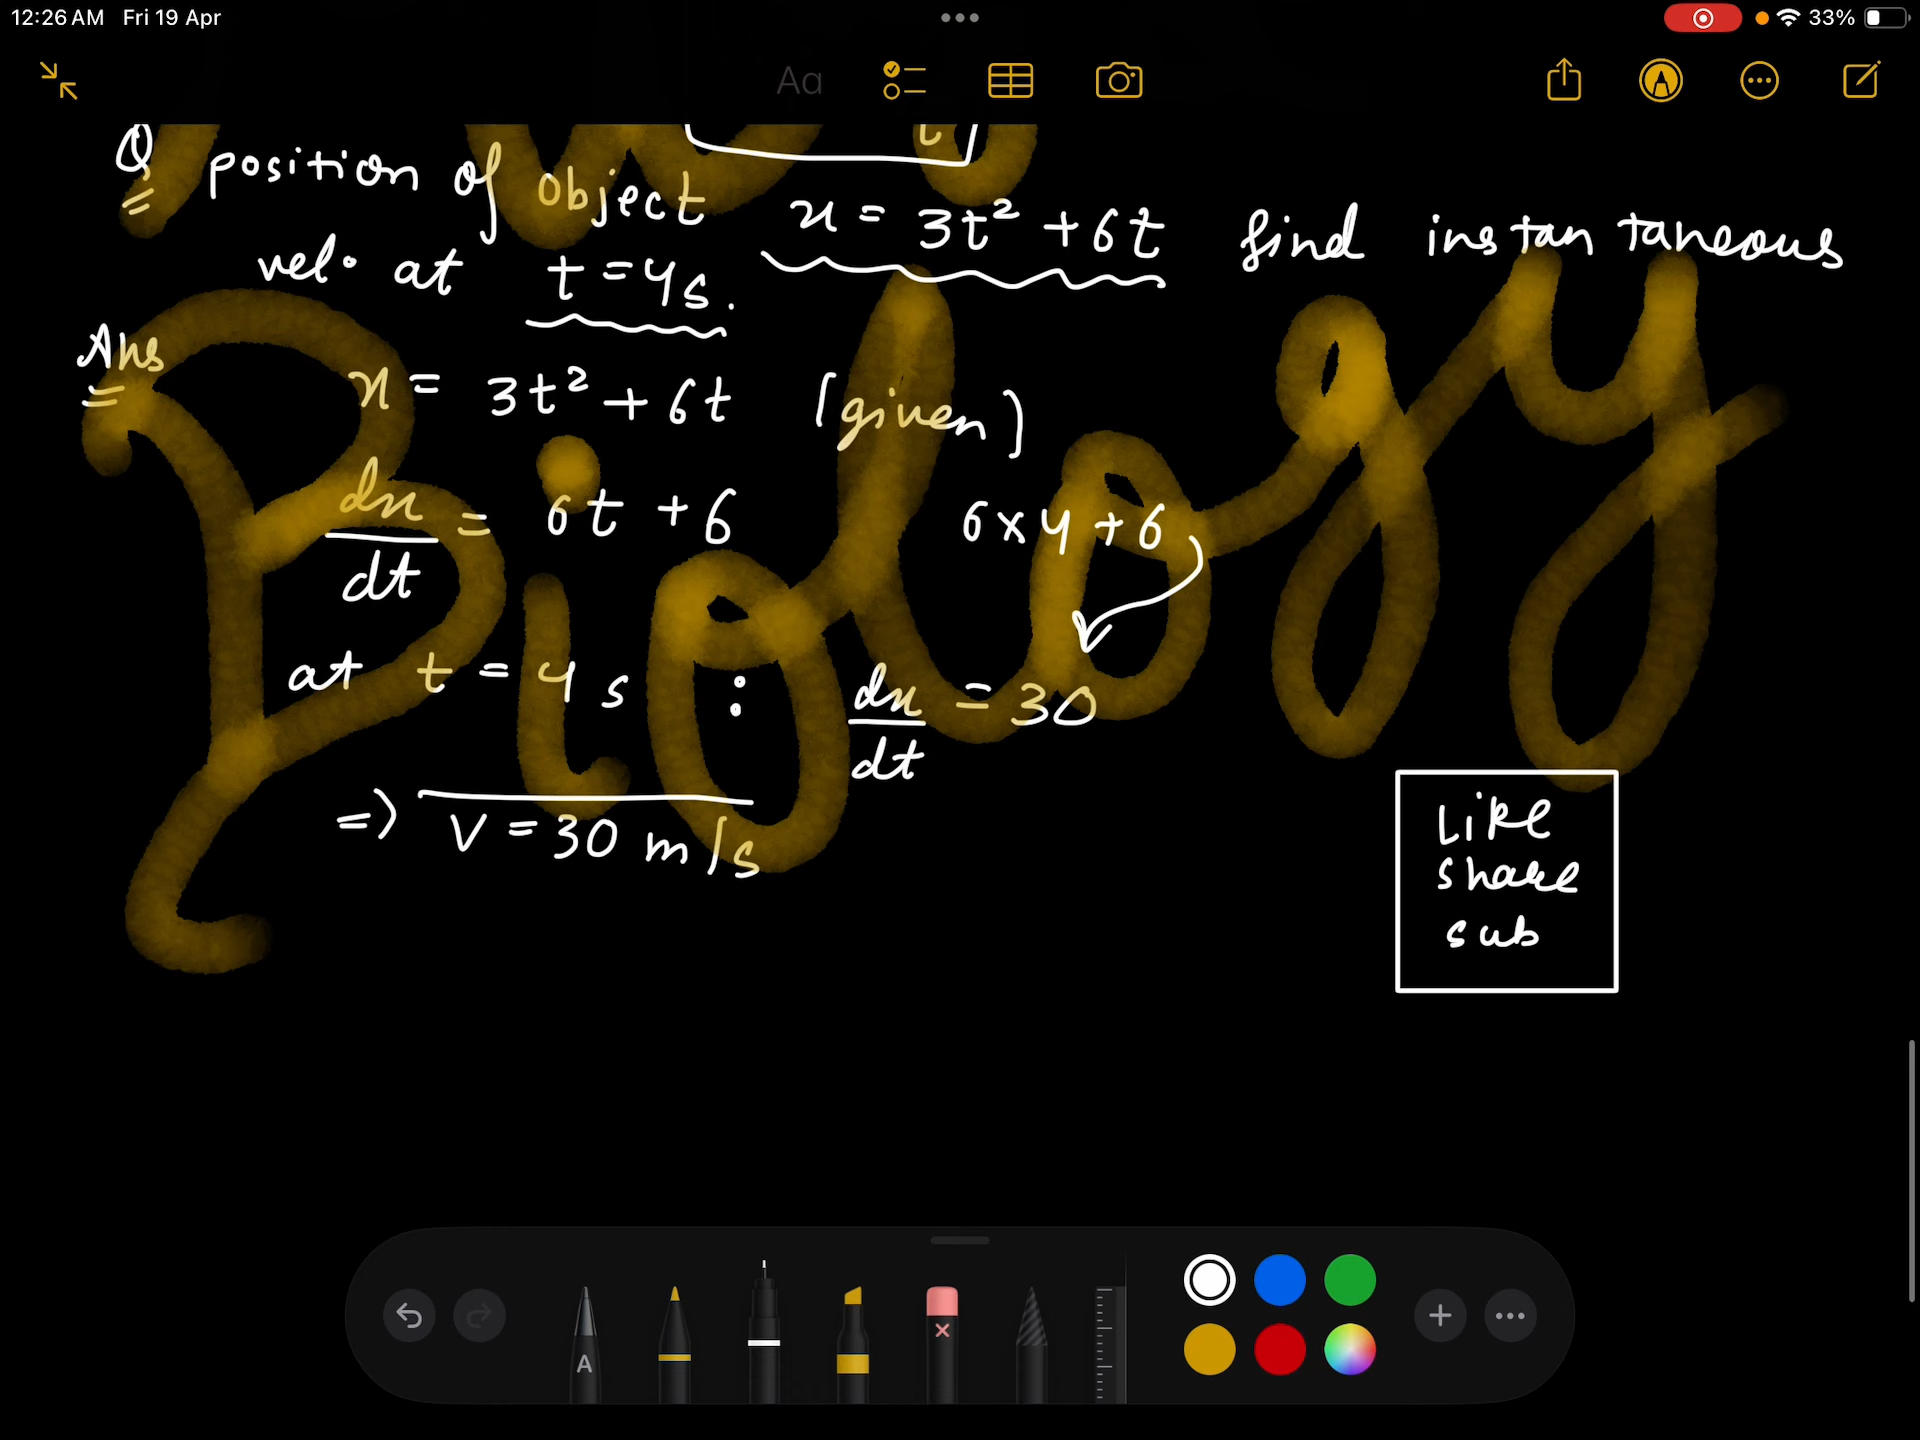 12:26 AM Fri 19 Apr
33%
Aa
t
Q position of object x = 3t² + 6t find instantaneous
vel. at t = 4s.
Ans x = 3t² + 6t (given)
dx/dt = 6t + 6 6 x 4 + 6
at t = 4 s : dx/dt = 30
=> V = 30 m/s
Biology
Like
share
sub
A